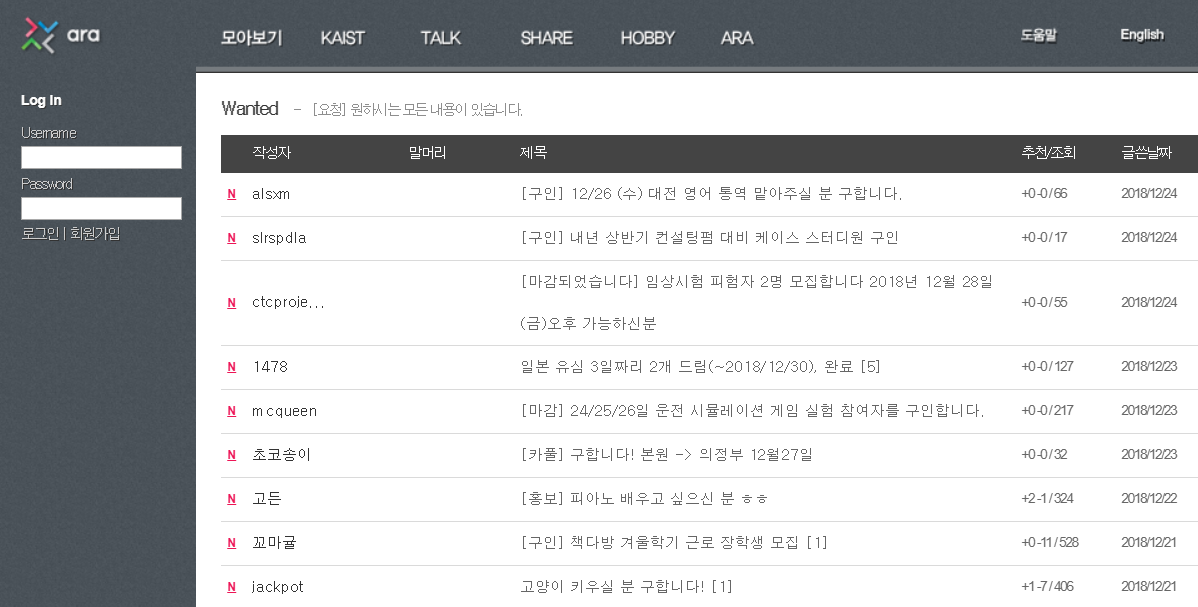 ara
모아보기 KAIST TALK SHARE HOBBY ARA 도움말 English
Log In
Username
Password
로그인 | 회원가입
Wanted - [요청] 원하시는 모든 내용이 있습니다.
작성자 말머리 제목 추천/조회 글쓴날짜
N alsxm [구인] 12/26 (수) 대전 영어 통역 맡아주실 분 구합니다. +0 -0 / 66 2018/12/24
N slrspdla [구인] 내년 상반기 컨설팅펌 대비 케이스 스터디원 구인 +0 -0 / 17 2018/12/24
N ctcproje... [마감되었습니다] 임상시험 피험자 2명 모집합니다 2018년 12월 28일
(금)오후 가능하신분 +0 -0 / 55 2018/12/24
N 1478 일본 유심 3일짜리 2개 드림(~2018/12/30), 완료 [5] +0 -0 / 127 2018/12/23
N mcqueen [마감] 24/25/26일 운전 시뮬레이션 게임 실험 참여자를 구인합니다. +0 -0 / 217 2018/12/23
N 초코송이 [카풀] 구합니다! 본원 -> 의정부 12월27일 +0 -0 / 32 2018/12/23
N 고든 [홍보] 피아노 배우고 싶으신 분 ㅎㅎ +2 -1 / 324 2018/12/22
N 꼬마귤 [구인] 책다방 겨울학기 근로 장학생 모집 [1] +0 -11 / 528 2018/12/21
N jackpot 고양이 키우실 분 구합니다! [1] +1 -7 / 406 2018/12/21